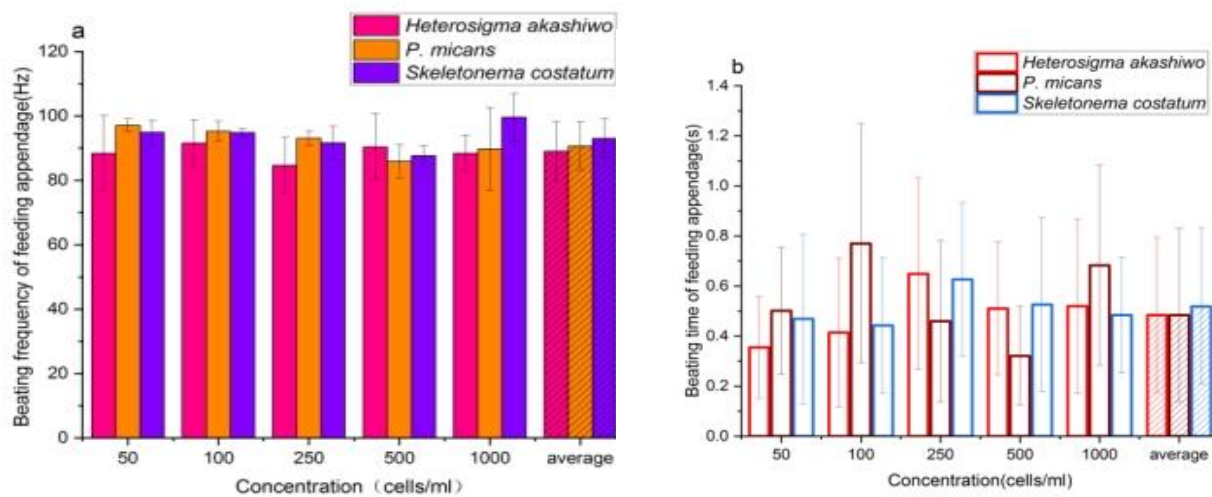 a
Heterosigma akashiwo
P. micans
Skeletonema costatum
Beating frequency of feeding appendage(Hz)
120
100
80
60
40
20
0
50 100 250 500 1000 average
Concentration （cells/ml）
b
Heterosigma akashiwo
P. micans
Skeletonema costatum
Beating time of feeding appendage(s)
1.4
1.2
1.0
0.8
0.6
0.4
0.2
0.0
50 100 250 500 1000 average
Concentration(cells/ml)